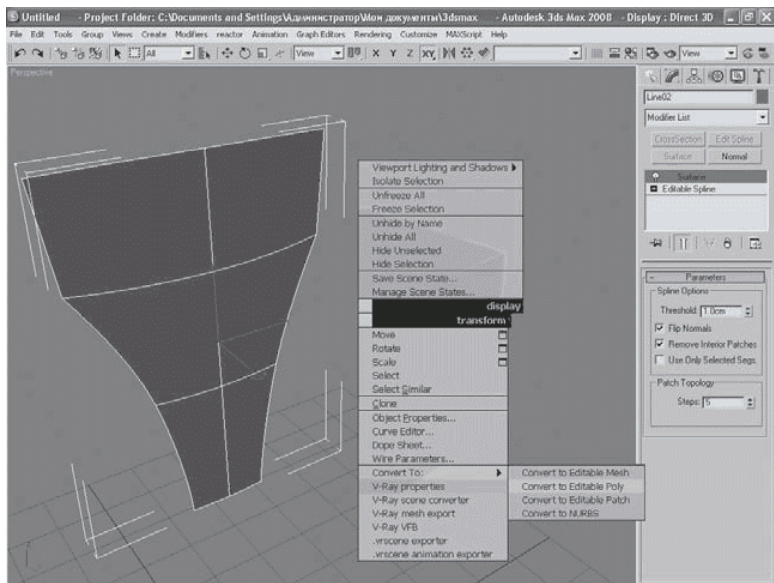 Untitled - Project Folder: C:\Documents and Settings\Администратор\Мои документы\3dsmax - Autodesk 3ds Max 2008 - Display : Direct 3D
File Edit Tools Group Views Create Modifiers reactor Animation Graph Editors Rendering Customize MAXScript Help
All View X Y Z XY View
Perspective
Line02
Modifier List
CrossSection Edit Spline
Surface Normal
Surface
Editable Spline
Viewport Lighting and Shadows
Isolate Selection
Unfreeze All
Freeze Selection
Unhide by Name
Unhide All
Hide Unselected
Hide Selection
Save Scene State...
Manage Scene States...
display
transform
Move
Rotate
Scale
Select
Select Similar
Clone
Object Properties...
Curve Editor...
Dope Sheet...
Wire Parameters...
Convert To:
V-Ray properties
V-Ray scene converter
V-Ray mesh export
V-Ray VFB
.vrscene exporter
.vrscene animation exporter
Convert to Editable Mesh
Convert to Editable Poly
Convert to Editable Patch
Convert to NURBS
- Parameters
Spline Options
Threshold: 1.0cm
Flip Normals
Remove Interior Patches
Use Only Selected Segs.
Patch Topology
Steps: 5